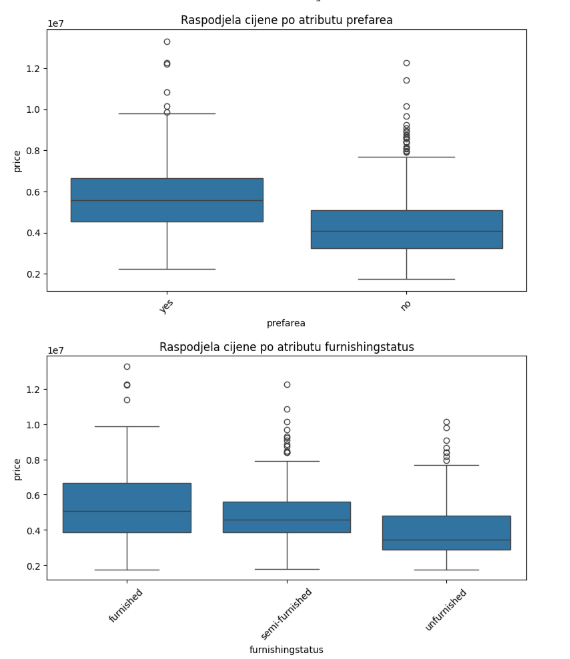 Raspodjela cijene po atributu prefarea
1e7
1.2
1.0
0.8
0.6
0.4
0.2
price
yes
no
prefarea
Raspodjela cijene po atributu furnishingstatus
1e7
1.2
1.0
0.8
0.6
0.4
0.2
price
furnished
semi-furnished
unfurnished
furnishingstatus